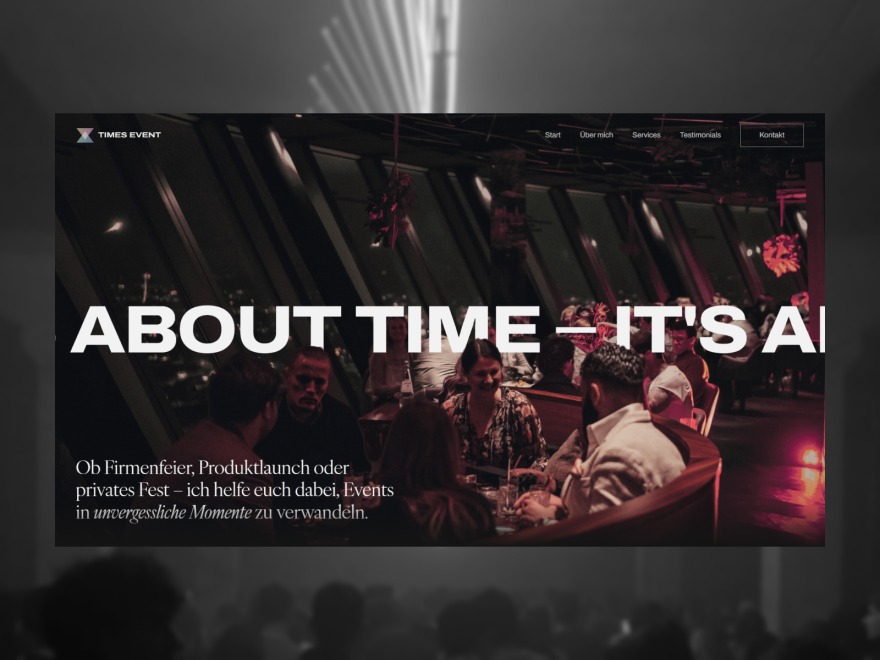 TIMES EVENT
Start Über mich Services Testimonials Kontakt
ABOUT TIME – IT'S A
Ob Firmenfeier, Produktlaunch oder
privates Fest – ich helfe euch dabei, Events
in unvergessliche Momente zu verwandeln.